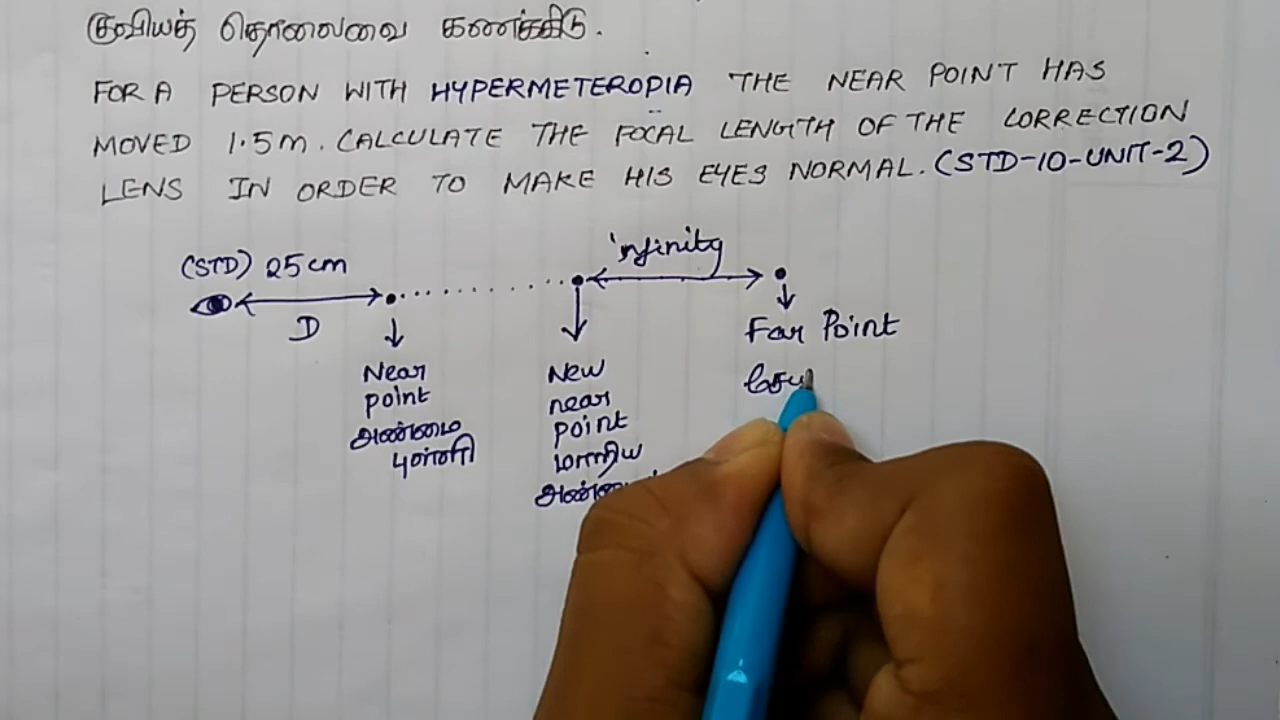 குவியத் தொலைவை கணக்கிடு.
FOR A PERSON WITH HYPERMETEROPIA THE NEAR POINT HAS
MOVED 1.5m. CALCULATE THE FOCAL LENGTH OF THE CORRECTION
LENS IN ORDER TO MAKE HIS EYES NORMAL. (STD-10-UNIT-2)
(STD) 25cm
infinity
D
Near
point
அண்மை
புள்ளி
New
near
point
மாறிய
Far Point